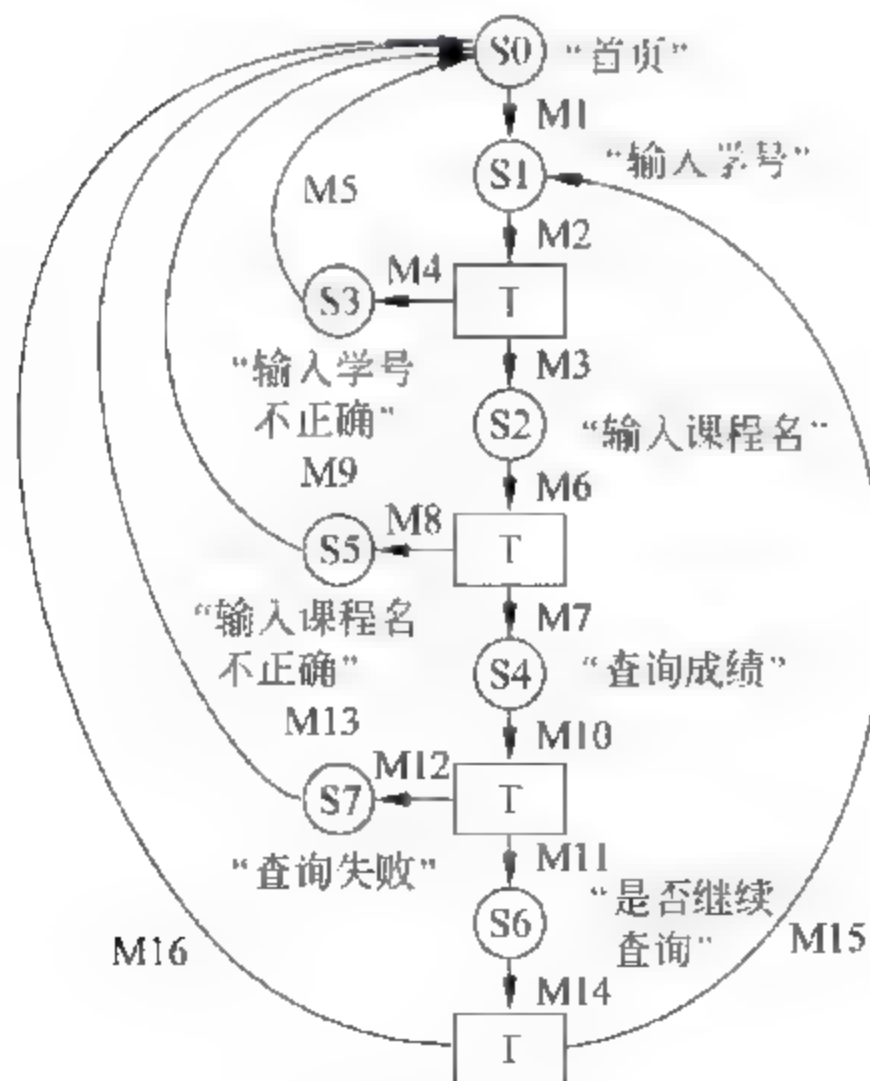 S0 “首页”
M1
S1 “输入学号”
M5
M2
S3 M4 T
“输入学号
不正确”
M3
S2 “输入课程名”
M9
M6
S5 M8 T
“输入课程名
不正确”
M7
S4 “查询成绩”
M13
M10
S7 M12 T
“查询失败”
M11
S6 “是否继续
查询”
M16
M15
M14
T